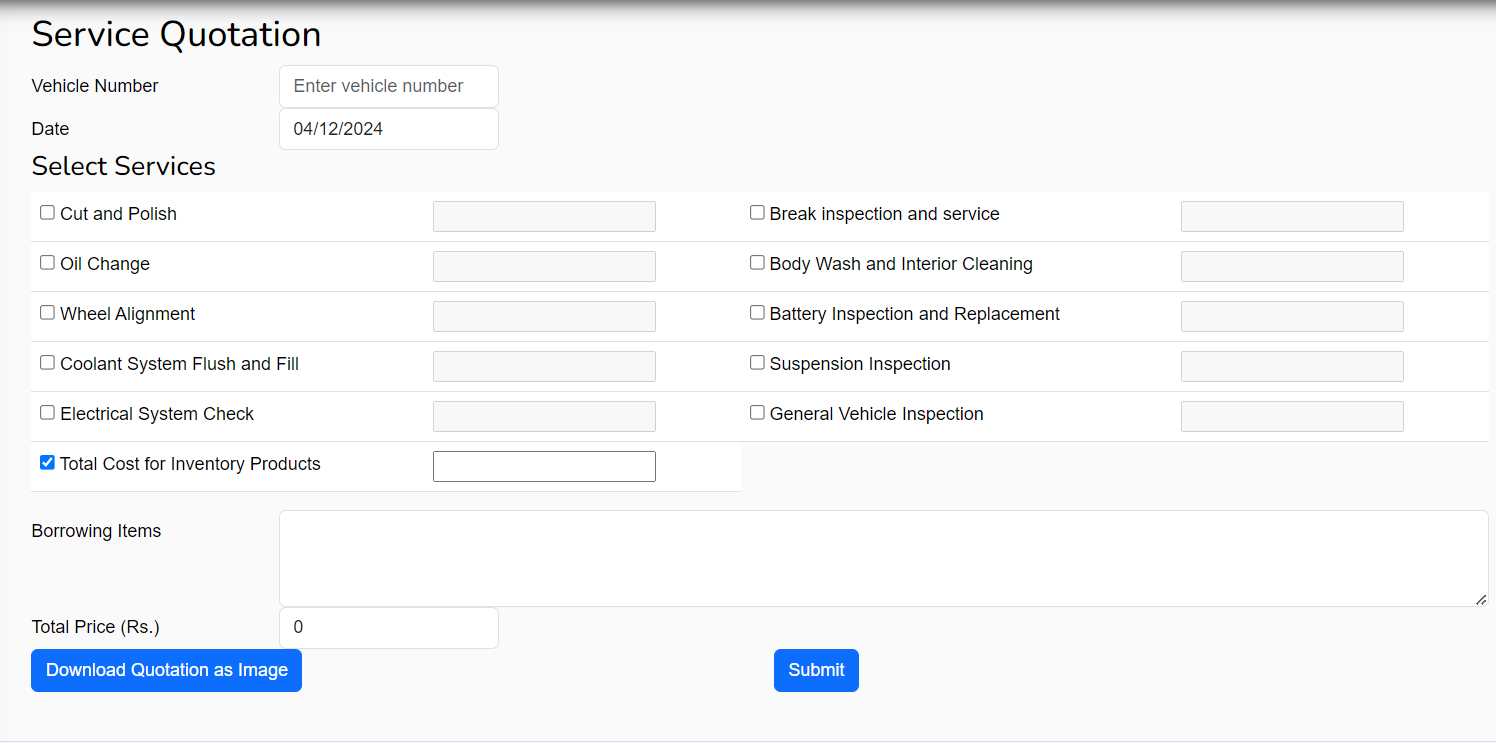 Service Quotation
Vehicle Number Enter vehicle number
Date 04/12/2024
Select Services
Cut and Polish Break inspection and service
Oil Change Body Wash and Interior Cleaning
Wheel Alignment Battery Inspection and Replacement
Coolant System Flush and Fill Suspension Inspection
Electrical System Check General Vehicle Inspection
Total Cost for Inventory Products
Borrowing Items
Total Price (Rs.) 0
Download Quotation as Image Submit